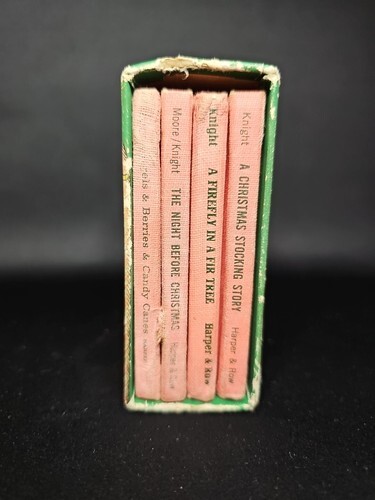 & Berries & Candy Canes
Moore/Knight THE NIGHT BEFORE CHRISTMAS Harper & Row
Knight A FIREFLY IN A FIR TREE Harper & Row
Knight A CHRISTMAS STOCKING STORY Harper & Row